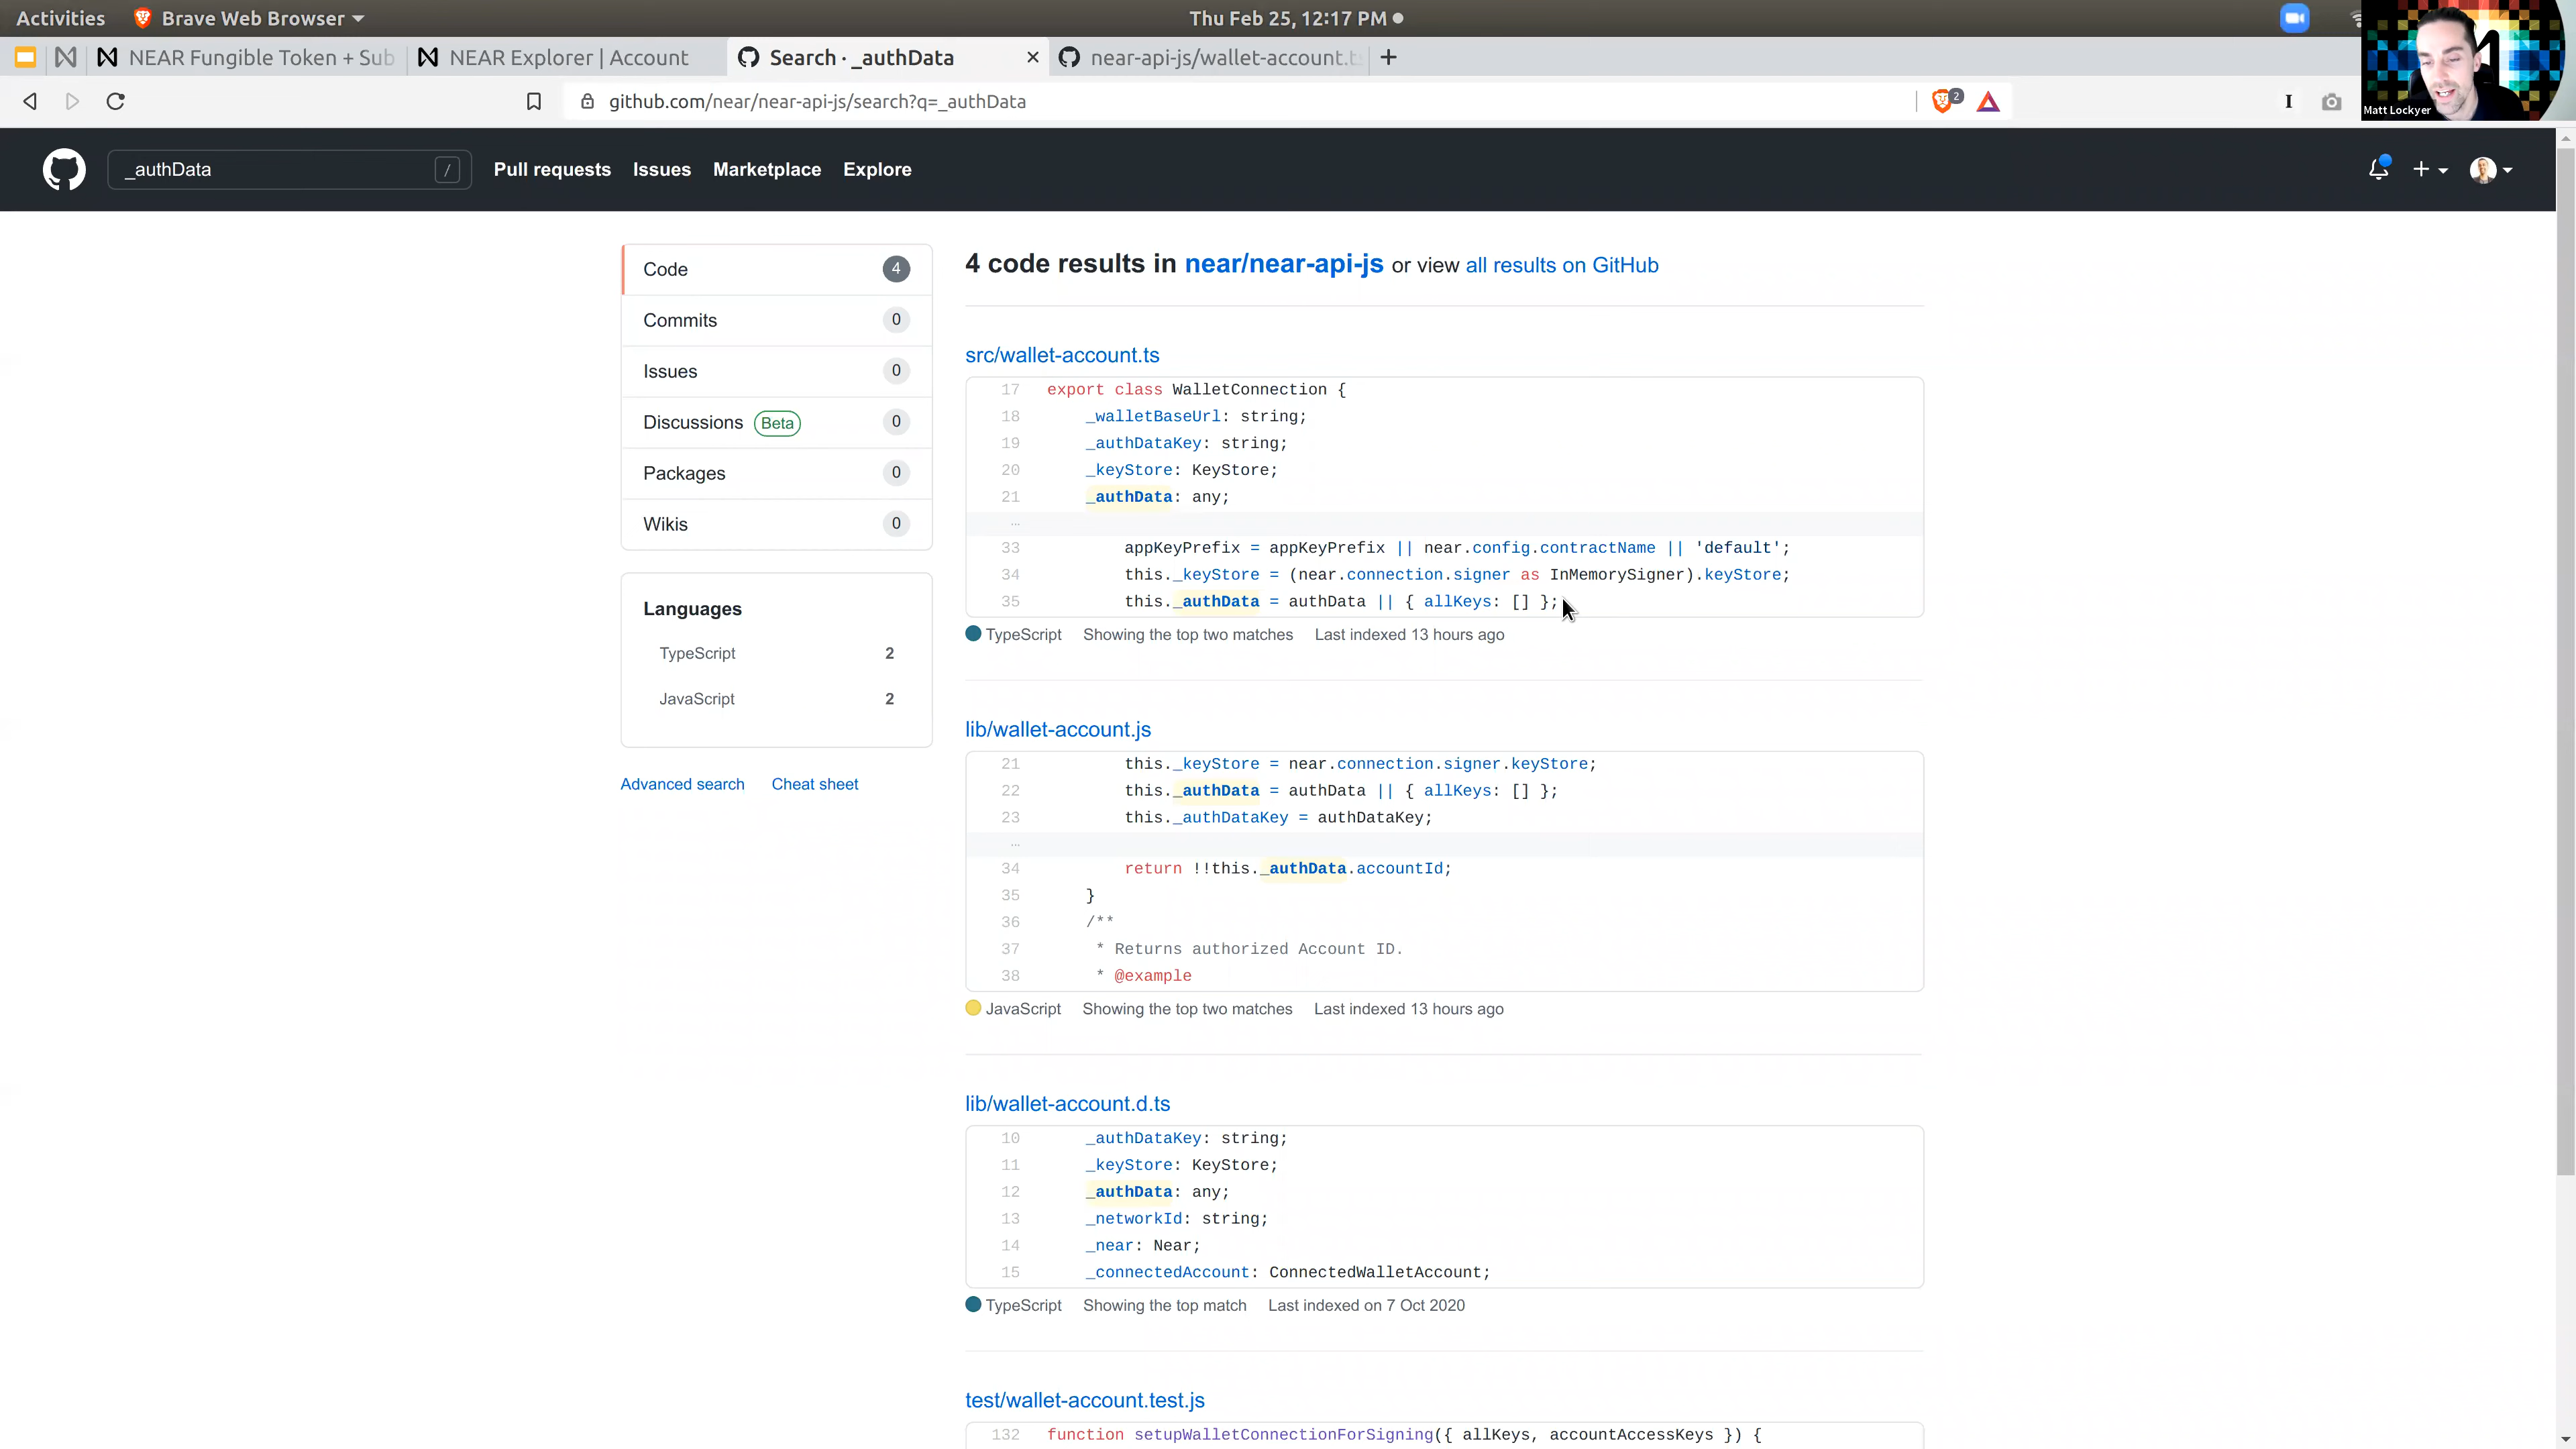 Activities Brave Web Browser Thu Feb 25, 12:17 PM
NEAR Fungible Token + Sub NEAR Explorer | Account Search · _authData near-api-js/wallet-account.t
github.com/near/near-api-js/search?q=_authData 2
Matt Lockyer
_authData / Pull requests Issues Marketplace Explore
Code 4
Commits 0
Issues 0
Discussions Beta 0
Packages 0
Wikis 0
Languages
TypeScript 2
JavaScript 2
Advanced search Cheat sheet
4 code results in near/near-api-js or view all results on GitHub
src/wallet-account.ts
17 export class WalletConnection {
18 _walletBaseUrl: string;
19 _authDataKey: string;
20 _keyStore: KeyStore;
21 _authData: any;
…
33 appKeyPrefix = appKeyPrefix || near.config.contractName || 'default';
34 this._keyStore = (near.connection.signer as InMemorySigner).keyStore;
35 this._authData = authData || { allKeys: [] };
TypeScript Showing the top two matches Last indexed 13 hours ago
lib/wallet-account.js
21 this._keyStore = near.connection.signer.keyStore;
22 this._authData = authData || { allKeys: [] };
23 this._authDataKey = authDataKey;
…
34 return !!this._authData.accountId;
35 }
36 /**
37 * Returns authorized Account ID.
38 * @example
JavaScript Showing the top two matches Last indexed 13 hours ago
lib/wallet-account.d.ts
10 _authDataKey: string;
11 _keyStore: KeyStore;
12 _authData: any;
13 _networkId: string;
14 _near: Near;
15 _connectedAccount: ConnectedWalletAccount;
TypeScript Showing the top match Last indexed on 7 Oct 2020
test/wallet-account.test.js
132 function setupWalletConnectionForSigning({ allKeys, accountAccessKeys }) {